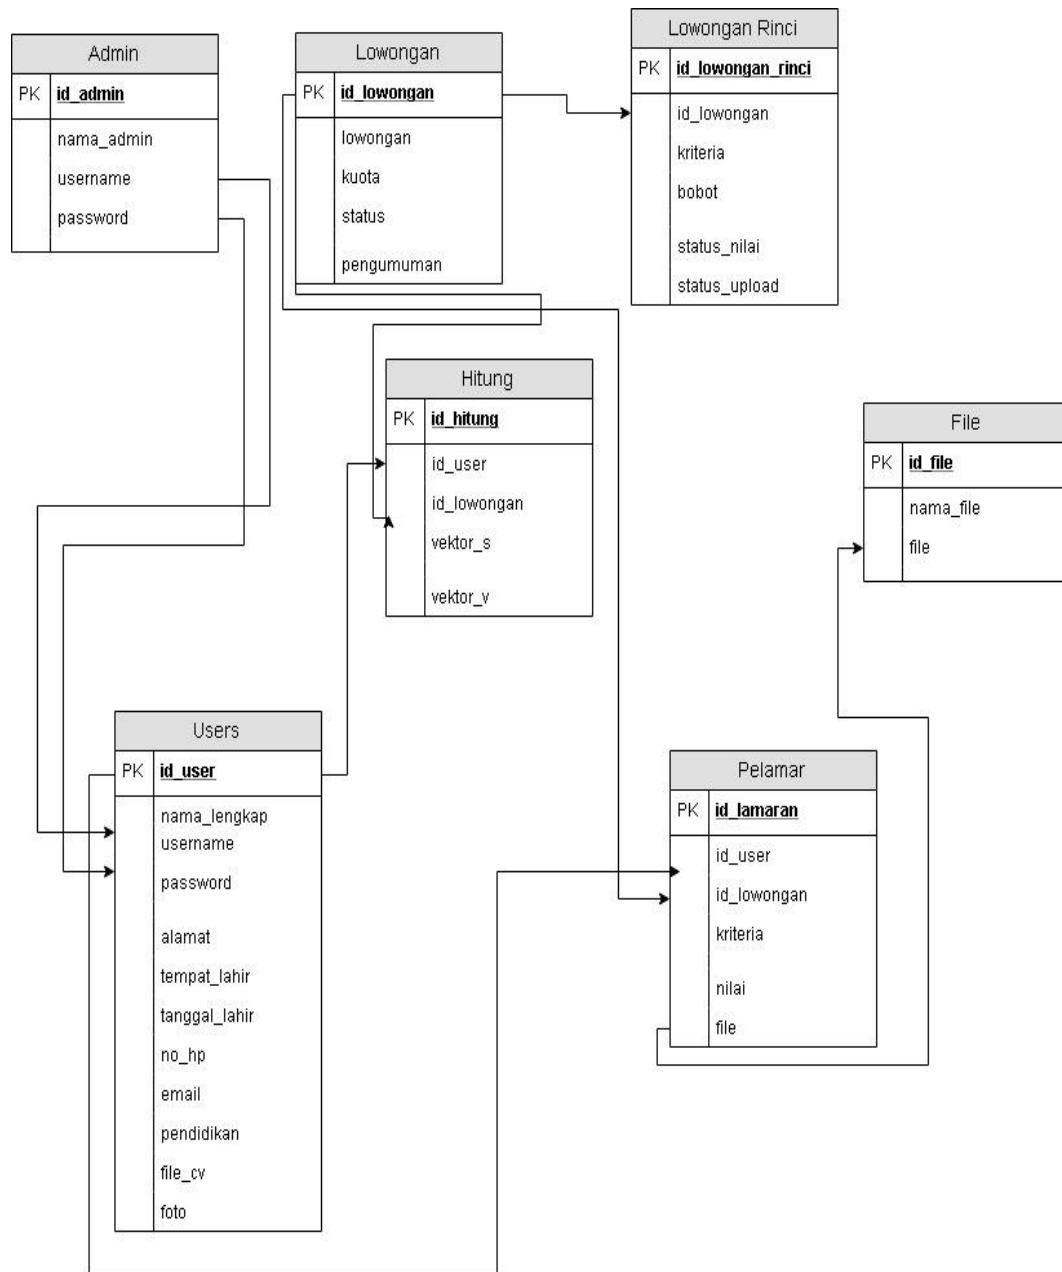 Admin
PK id_admin
nama_admin
username
password
Lowongan
PK id_lowongan
lowongan
kuota
status
pengumuman
Lowongan Rinci
PK id_lowongan_rinci
id_lowongan
kriteria
bobot
status_nilai
status_upload
Hitung
PK id_hitung
id_user
id_lowongan
vektor_s
vektor_v
File
PK id_file
nama_file
file
Users
PK id_user
nama_lengkap
username
password
alamat
tempat_lahir
tanggal_lahir
no_hp
email
pendidikan
file_cv
foto
Pelamar
PK id_lamaran
id_user
id_lowongan
kriteria
nilai
file